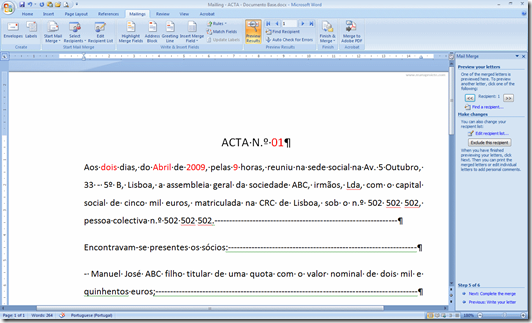 Mailing - ACTA - Documento Base.docx - Microsoft Word
Home Insert Page Layout References Mailings Review View Acrobat
Envelopes Labels Start Mail Merge Select Recipients Edit Recipient List Highlight Merge Fields Address Block Greeting Line Insert Merge Field Rules Match Fields Update Labels Preview Results 1 Find Recipient Auto Check for Errors Finish & Merge Merge to Adobe PDF
Create Start Mail Merge Write & Insert Fields Preview Results Finish Acrobat
Mail Merge
Preview your letters
One of the merged letters is previewed here. To preview another letter, click one of the following:
<< Recipient: 1 >>
Find a recipient...
Make changes
You can also change your recipient list:
Edit recipient list...
Exclude this recipient
When you have finished previewing your letters, click Next. Then you can print the merged letters or edit individual letters to add personal comments.
Step 5 of 6
Next: Complete the merge
Previous: Write your letter
ACTA·N.º·01¶
Aos·dois·dias,·do·Abril·de·2009,·pelas·9·horas,·reuniu·na·sede·social·na·Av.·5·Outubro,·
33·-·5º·B,·Lisboa,·a·assembleia·geral·da·sociedade·ABC,·irmãos,·Lda,·com·o·capital·
social·de·cinco·mil·euros,·matriculada·na·CRC·de·Lisboa,·sob·o·n.º·502·502·502,·
pessoa·colectiva·n.º·502·502·502.------------------------------------------------¶
Encontravam-se·presentes·os·sócios:--------------------------------------------------¶
--·Manuel·José·ABC·filho·titular·de·uma·quota·com·o·valor·nominal·de·dois·mil·e·
quinhentos·euros;----------------------------------------------------------------------¶
Page: 1 of 1 Words: 264 Portuguese (Portugal)